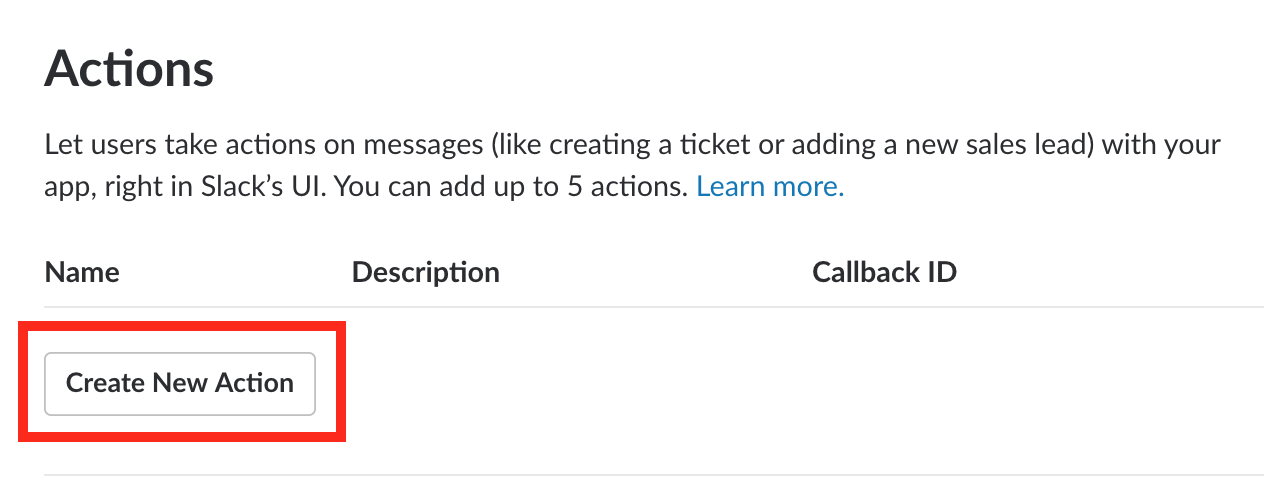 Actions
Let users take actions on messages (like creating a ticket or adding a new sales lead) with your
app, right in Slack’s UI. You can add up to 5 actions. Learn more.
Name Description Callback ID
Create New Action